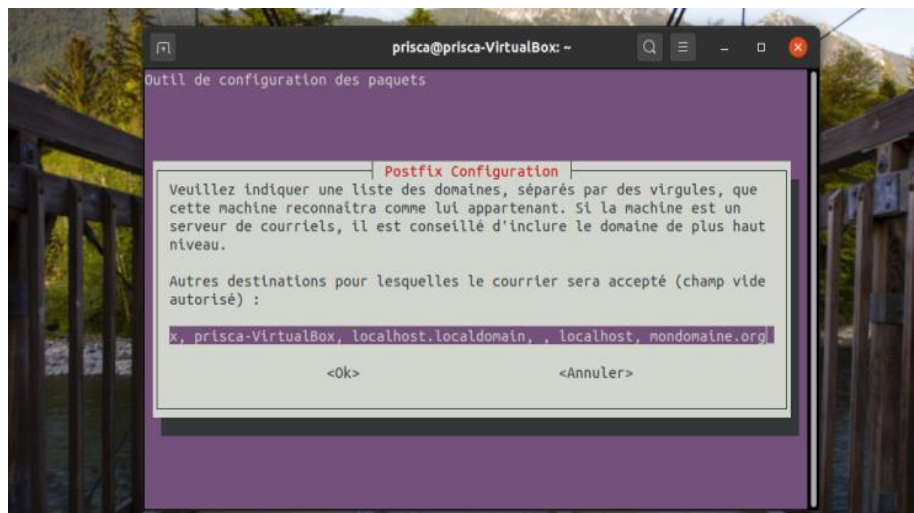 prisca@prisca-VirtualBox: ~
Outil de configuration des paquets
Postfix Configuration
Veuillez indiquer une liste des domaines, séparés par des virgules, que
cette machine reconnaîtra comme lui appartenant. Si la machine est un
serveur de courriels, il est conseillé d'inclure le domaine de plus haut
niveau.
Autres destinations pour lesquelles le courrier sera accepté (champ vide
autorisé) :
x, prisca-VirtualBox, localhost.localdomain, , localhost, mondomaine.org
<Ok> <Annuler>